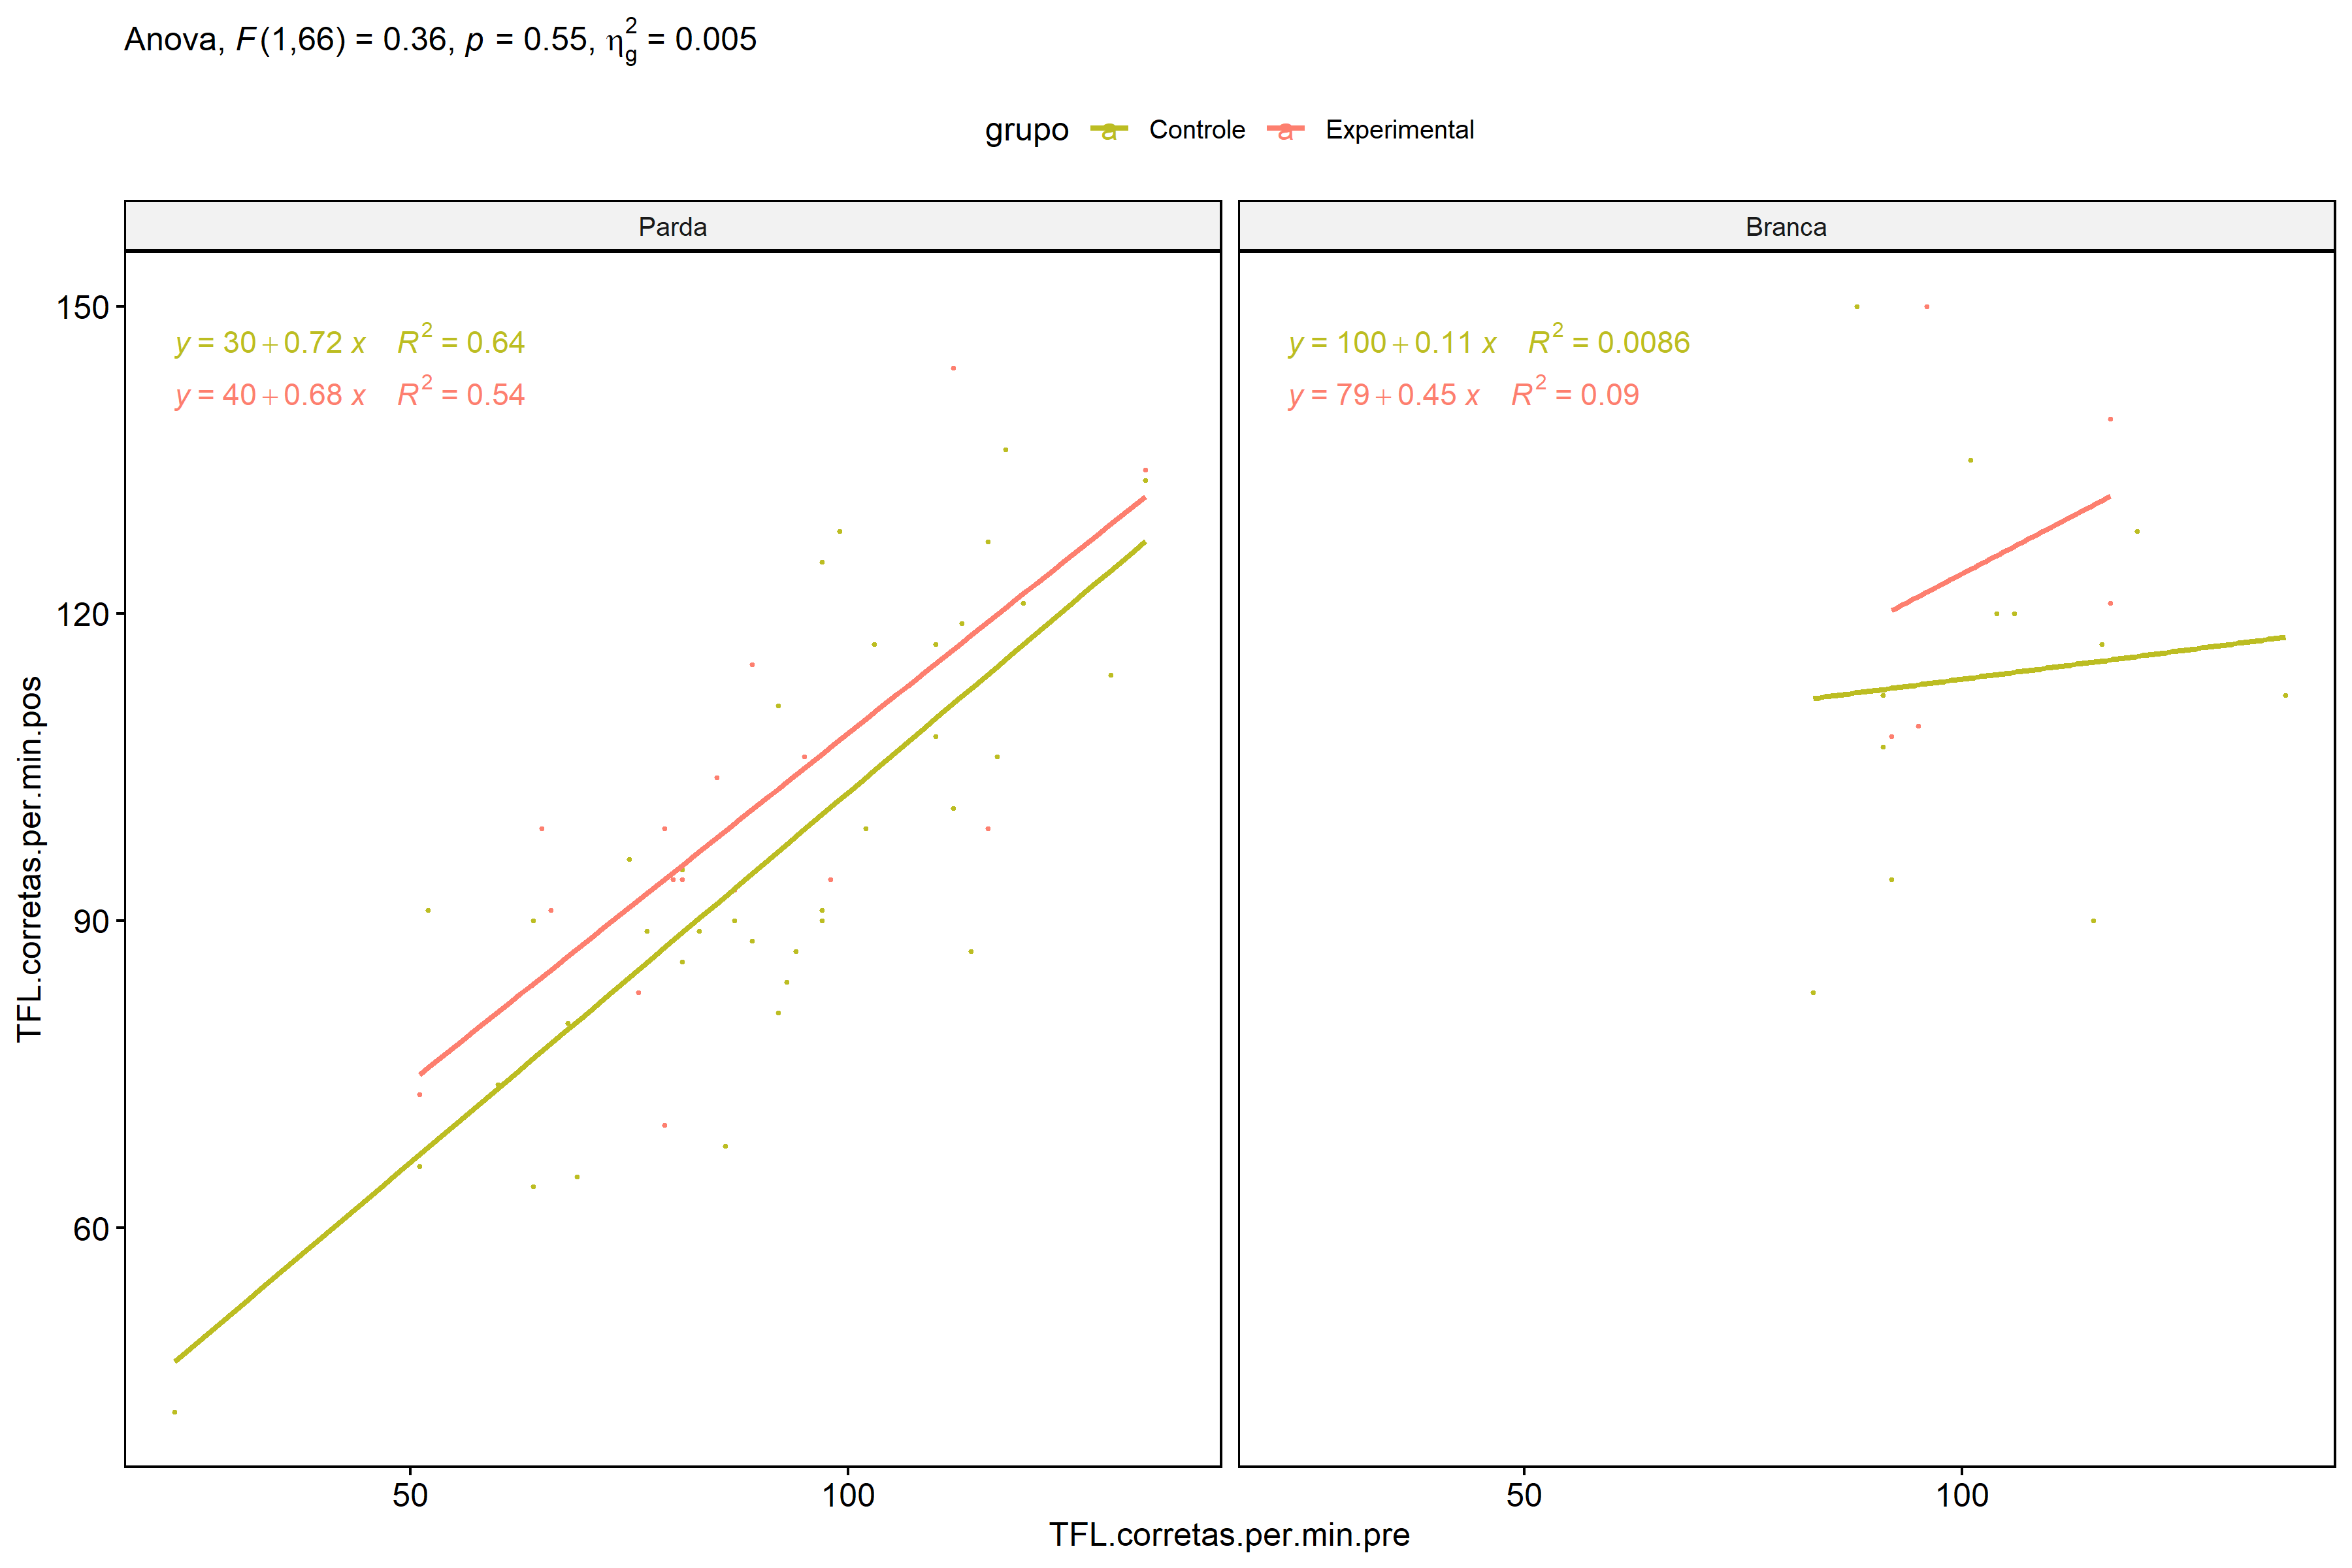 Anova, F(1,66) = 0.36, p = 0.55, η²g = 0.005
grupo a Controle a Experimental
Parda
Branca
y = 30 + 0.72 x R² = 0.64
y = 40 + 0.68 x R² = 0.54
y = 100 + 0.11 x R² = 0.0086
y = 79 + 0.45 x R² = 0.09
TFL.corretas.per.min.pos
150
120
90
60
50
100
50
100
TFL.corretas.per.min.pre